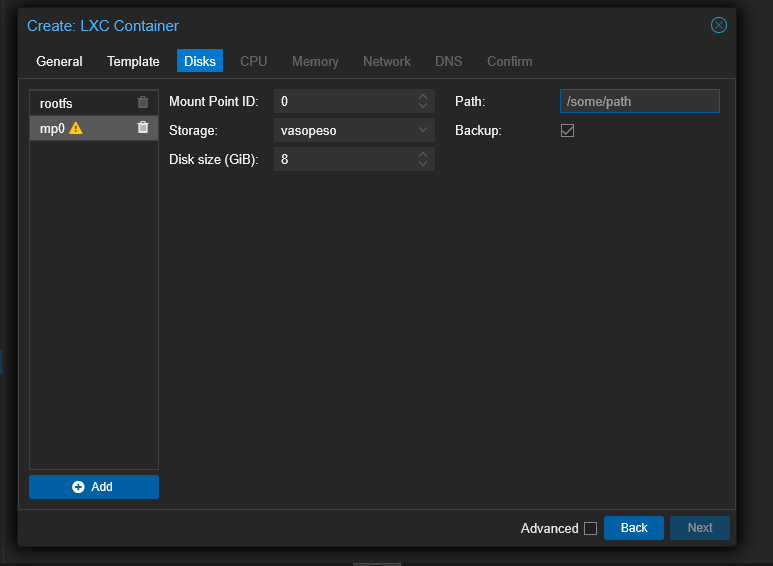 Create: LXC Container
General Template Disks CPU Memory Network DNS Confirm
rootfs
mp0
Mount Point ID: 0
Storage: vasopeso
Disk size (GiB): 8
Path: /some/path
Backup:
Add
Advanced Back Next